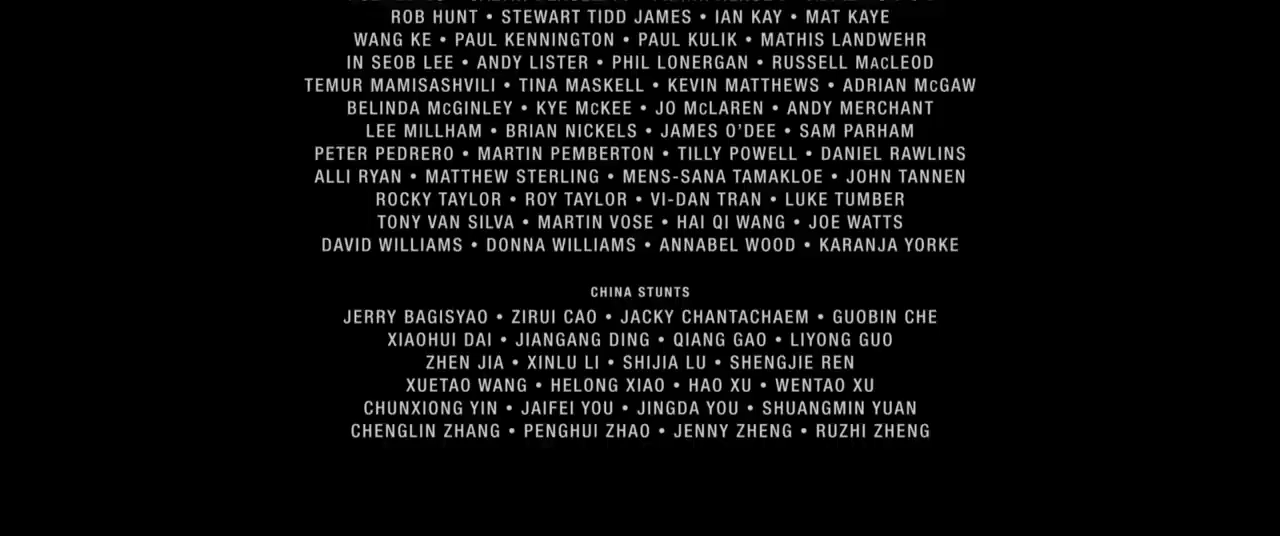 ROB HUNT • STEWART TIDD JAMES • IAN KAY • MAT KAYE
WANG KE • PAUL KENNINGTON • PAUL KULIK • MATHIS LANDWEHR
IN SEOB LEE • ANDY LISTER • PHIL LONERGAN • RUSSELL MacLEOD
TEMUR MAMISASHVILI • TINA MASKELL • KEVIN MATTHEWS • ADRIAN McGAW
BELINDA McGINLEY • KYE McKEE • JO McLAREN • ANDY MERCHANT
LEE MILLHAM • BRIAN NICKELS • JAMES O'DEE • SAM PARHAM
PETER PEDRERO • MARTIN PEMBERTON • TILLY POWELL • DANIEL RAWLINS
ALLI RYAN • MATTHEW STERLING • MENS-SANA TAMAKLOE • JOHN TANNEN
ROCKY TAYLOR • ROY TAYLOR • VI-DAN TRAN • LUKE TUMBER
TONY VAN SILVA • MARTIN VOSE • HAI QI WANG • JOE WATTS
DAVID WILLIAMS • DONNA WILLIAMS • ANNABEL WOOD • KARANJA YORKE
CHINA STUNTS
JERRY BAGISYAO • ZIRUI CAO • JACKY CHANTACHAEM • GUOBIN CHE
XIAOHUI DAI • JIANGANG DING • QIANG GAO • LIYONG GUO
ZHEN JIA • XINLU LI • SHIJIA LU • SHENGJIE REN
XUETAO WANG • HELONG XIAO • HAO XU • WENTAO XU
CHUNXIONG YIN • JAIFEI YOU • JINGDA YOU • SHUANGMIN YUAN
CHENGLIN ZHANG • PENGHUI ZHAO • JENNY ZHENG • RUZHI ZHENG